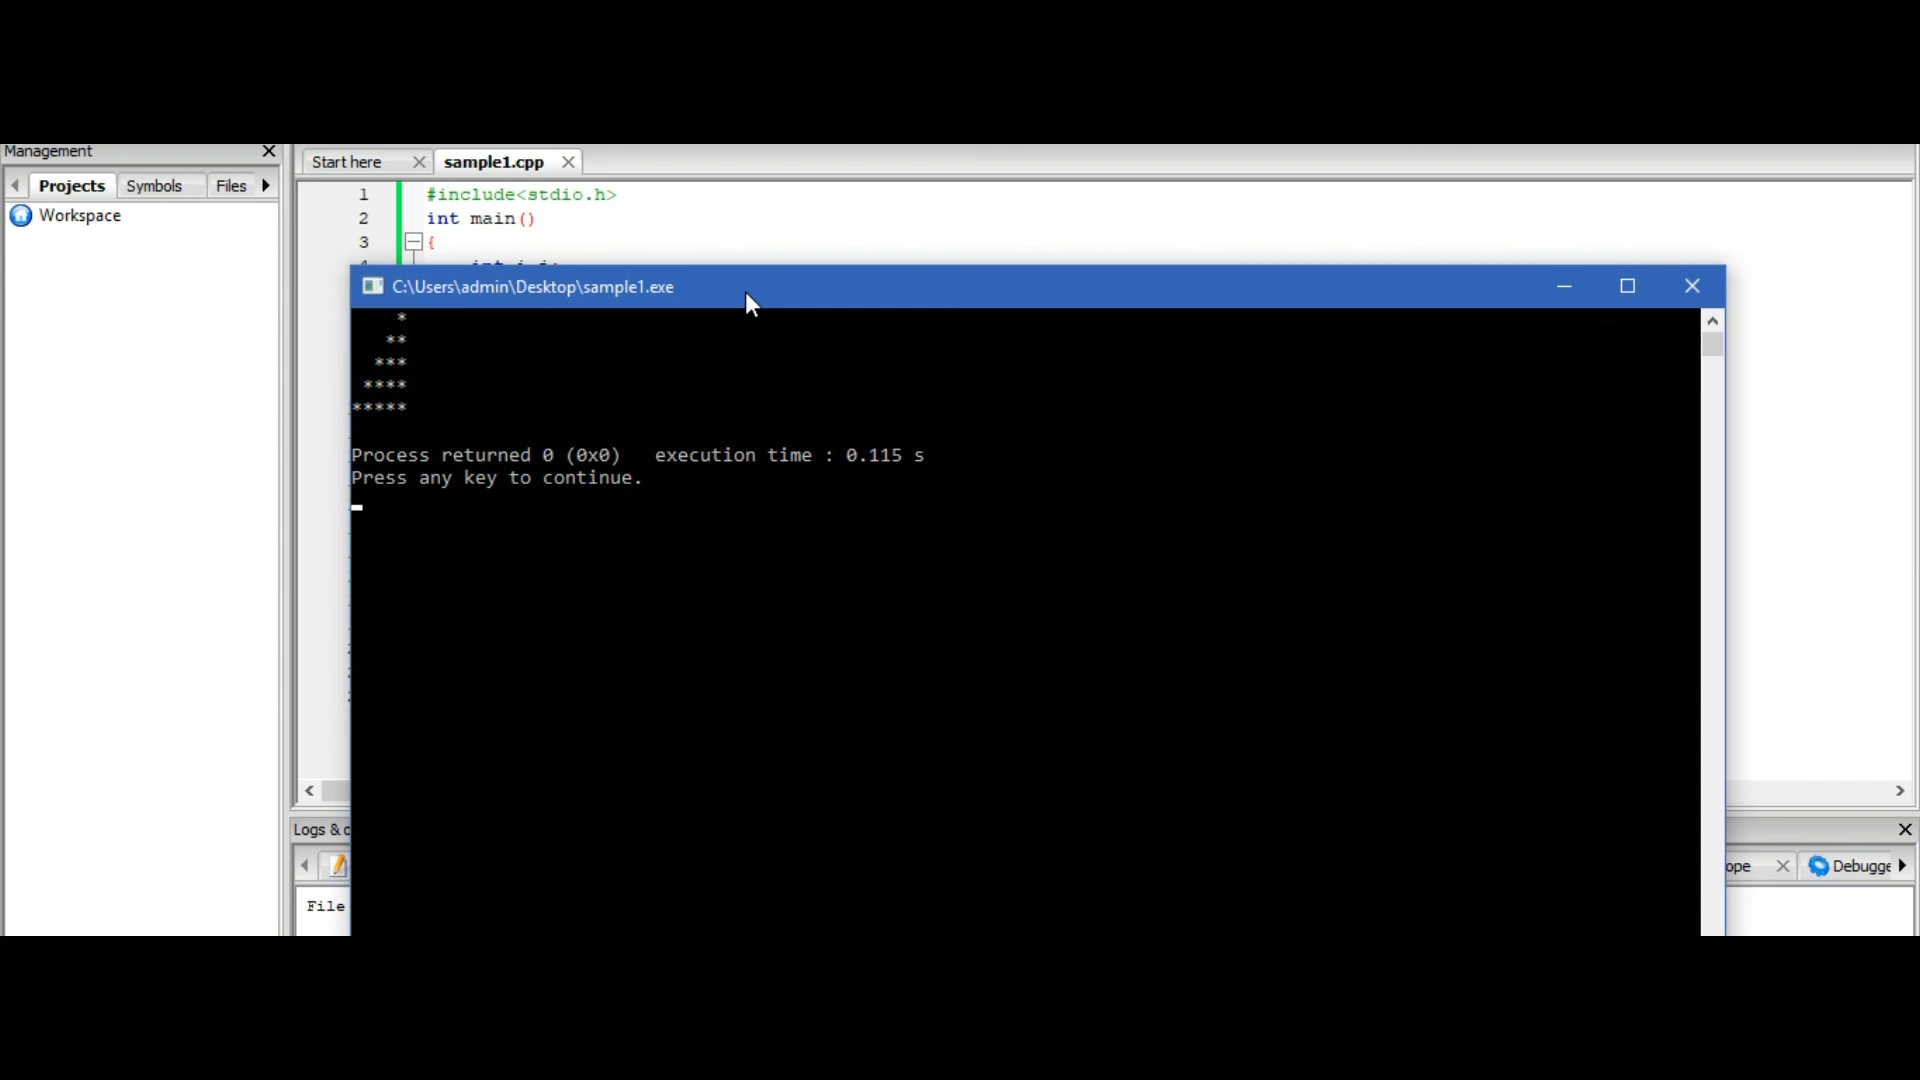 Management
Start here
sample1.cpp
Projects
Symbols
Files
Workspace
1 #include<stdio.h>
2 int main()
3 {
C:\Users\admin\Desktop\sample1.exe
    *
   **
  ***
 ****
*****
Process returned 0 (0x0)   execution time : 0.115 s
Press any key to continue.
Logs &
Debugge
File